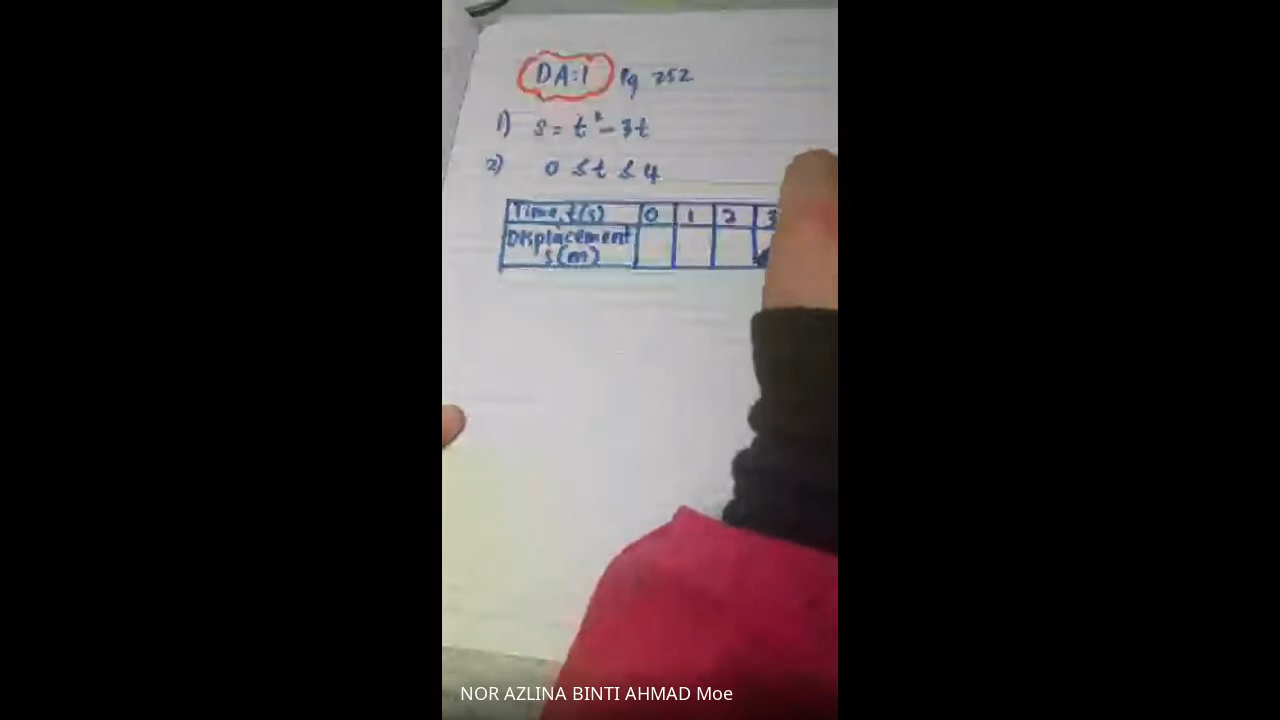 DA:1 Pg 252
1) s = t² - 3t
2) 0 ≤ t ≤ 4
Time, t(s) 0 1 2 3
Displacement
s(m)
NOR AZLINA BINTI AHMAD Moe